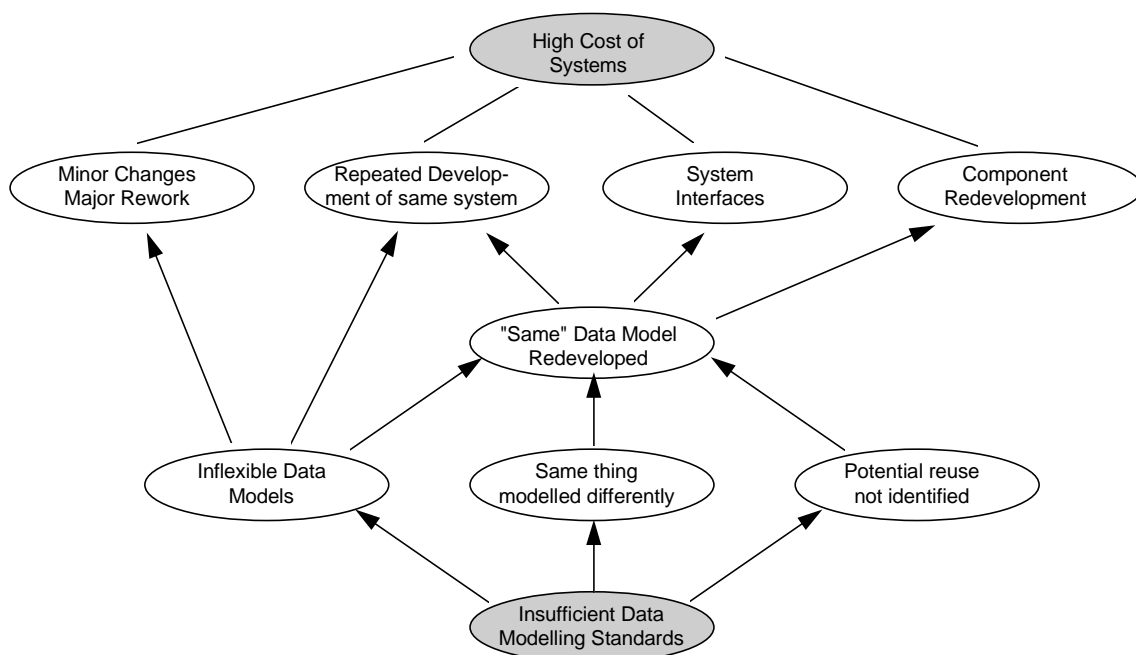 High Cost of
Systems
Minor Changes
Major Rework
Repeated Develop-
ment of same system
System
Interfaces
Component
Redevelopment
"Same" Data Model
Redeveloped
Inflexible Data
Models
Same thing
modelled differently
Potential reuse
not identified
Insufficient Data
Modelling Standards